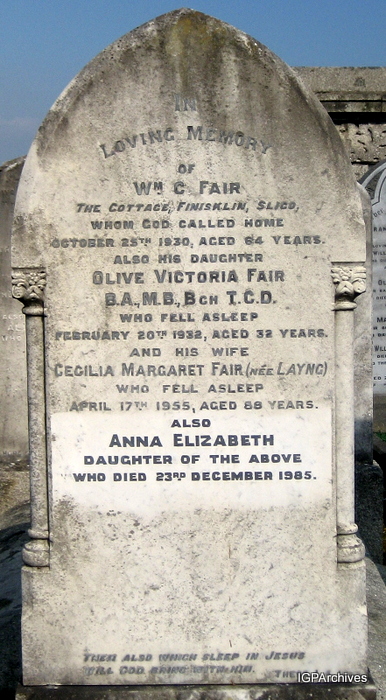 IN
LOVING MEMORY
OF
WM C. FAIR
THE COTTAGE, FINISKLIN, SLIGO,
WHOM GOD CALLED HOME
OCTOBER 25TH 1930, AGED 64 YEARS.
ALSO HIS DAUGHTER
OLIVE VICTORIA FAIR
B.A., M.B., BCH T.C.D.
WHO FELL ASLEEP
FEBRUARY 20TH 1932, AGED 32 YEARS.
AND HIS WIFE
CECILIA MARGARET FAIR (NÉE LAYNG)
WHO FELL ASLEEP
APRIL 17TH 1955, AGED 88 YEARS.
ALSO
ANNA ELIZABETH
DAUGHTER OF THE ABOVE
WHO DIED 23RD DECEMBER 1985.
THEM ALSO WHICH SLEEP IN JESUS
WILL GOD BRING WITH HIM.
IGPArchives